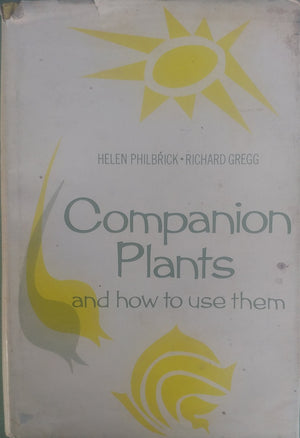 HELEN PHILBRICK • RICHARD GREGG
Companion
Plants
and how to use them